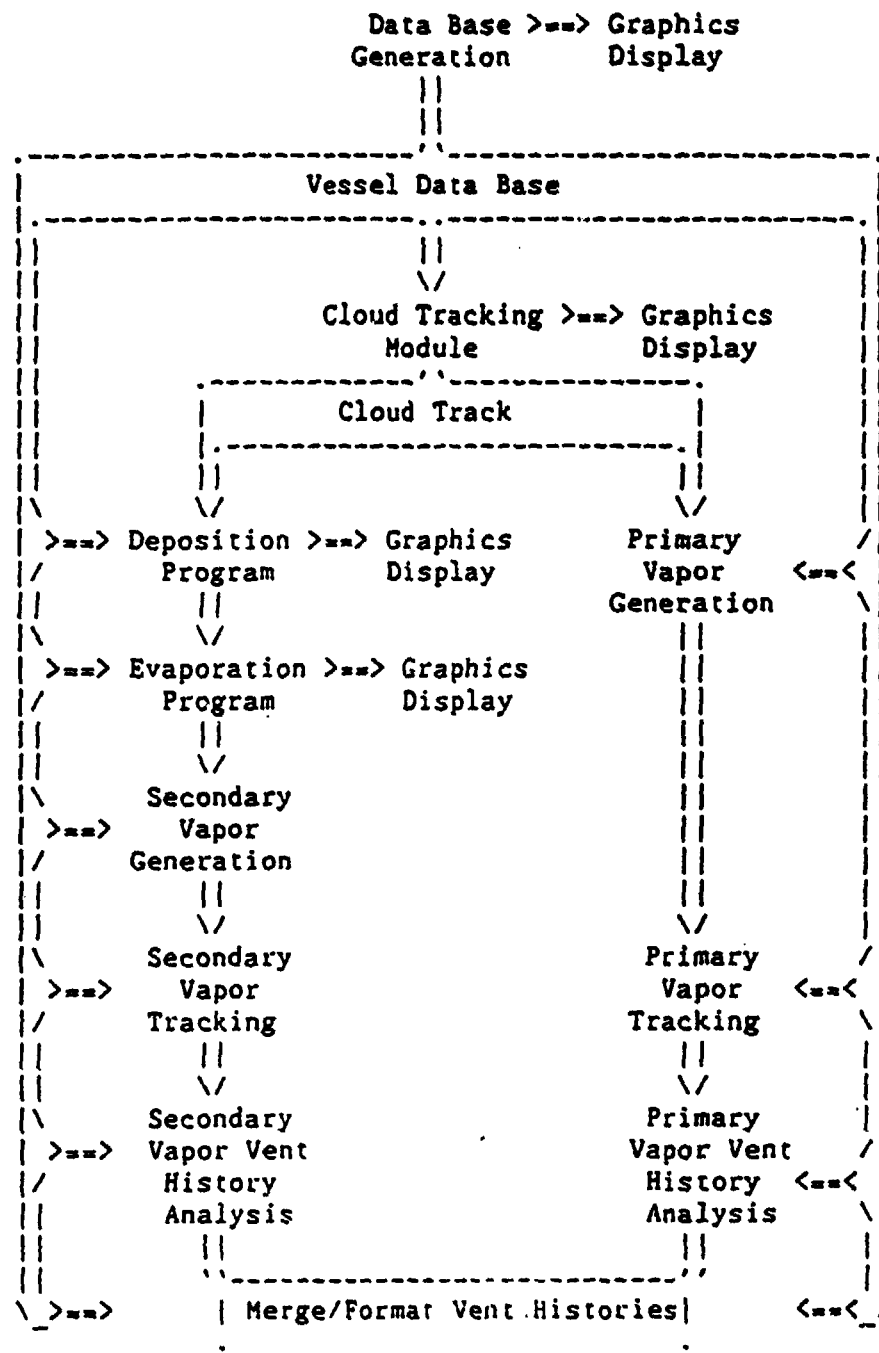 Data Base >==> Graphics
Generation Display
Vessel Data Base
Cloud Tracking >==> Graphics
Module Display
Cloud Track
>==> Deposition >==> Graphics Primary
Program Display Vapor <==<
Generation
>==> Evaporation >==> Graphics
Program Display
Secondary
>==> Vapor
Generation
Secondary Primary
>==> Vapor Vapor <==<
Tracking Tracking
Secondary Primary
>==> Vapor Vent Vapor Vent
History History <==<
Analysis Analysis
>==> | Merge/Format Vent Histories| <==<